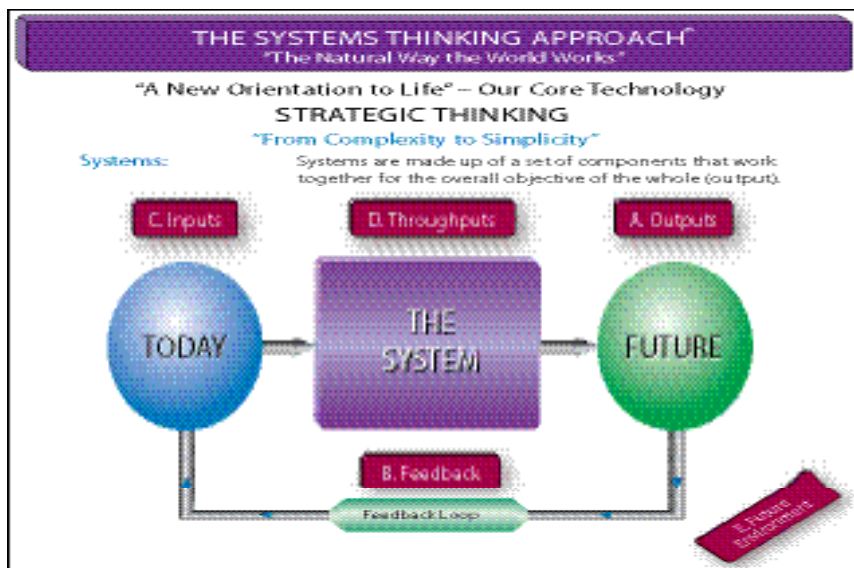 THE SYSTEMS THINKING APPROACH®
"The Natural Way the World Works"
"A New Orientation to Life" – Our Core Technology
STRATEGIC THINKING
"From Complexity to Simplicity"
Systems: Systems are made up of a set of components that work
together for the overall objective of the whole (output).
C. Inputs
D. Throughputs
A. Outputs
TODAY
THE
SYSTEM
FUTURE
B. Feedback
Feedback Loop
E. Future
Environment